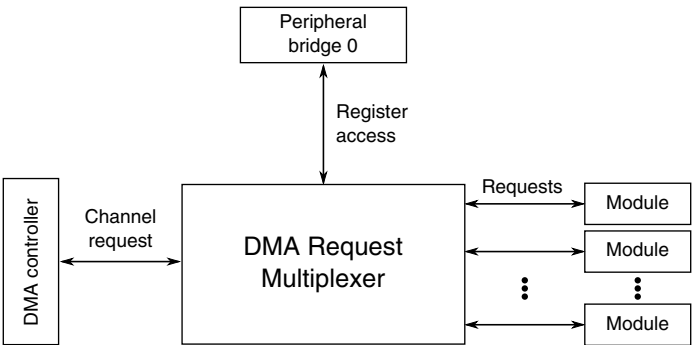 Peripheral
bridge 0
Register
access
DMA controller
Channel
request
DMA Request
Multiplexer
Requests
Module
Module
Module